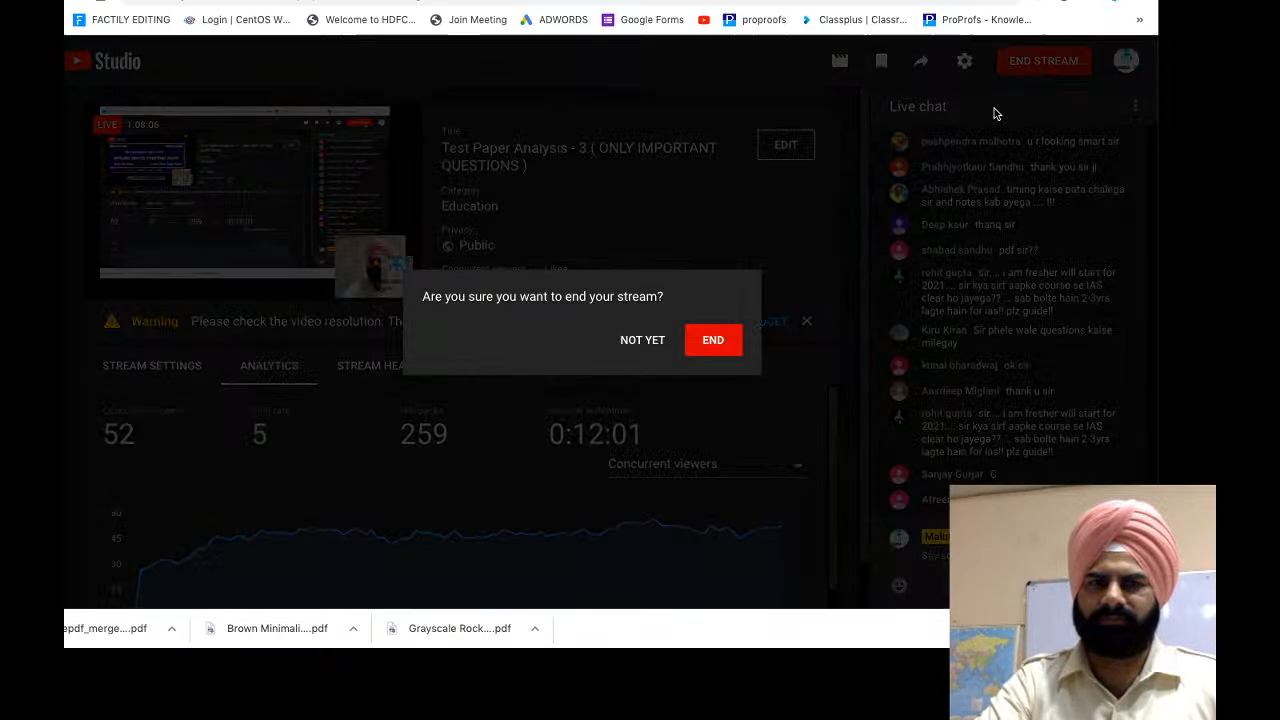 FACTILY EDITING
Login | CentOS W...
Welcome to HDFC...
Join Meeting
ADWORDS
Google Forms
proproofs
Classplus | Classr...
ProProfs - Knowle...
»
Studio
END STREAM...
LIVE 1:08:06
Title
Test Paper Analysis - 3 ( ONLY IMPORTANT
QUESTIONS )
EDIT
Category
Education
Privacy
Public
Live chat
pushpendra malhotra u r looking smart sir
Prabhjyotkaur Sandhu thank you sir ji
Abhishek Prasad timing kaise pata chalega
sir and notes kab ayega .... !!!
Deep kaur thanq sir
shabad sandhu pdf sir??
rohit gupta sir... i am fresher will start for
2021.... sir kya sirf aapke course se IAS
clear ho jayega?? ... sab bolte hain 2-3yrs
lagte hain for ias!! plz guide!!
Kiru Kiran Sir phele wale questions kaise
milegay
kunal bharadwaj ok sir
Aasdeep Miglani thank u sir
rohit gupta sir... i am fresher will start for
2021.... sir kya sirf aapke course se IAS
clear ho jayega?? ... sab bolte hain 2-3yrs
lagte hain for ias!! plz guide!!
Sanjay Gurjar C
Are you sure you want to end your stream?
NOT YET
END
Warning Please check the video resolution:
STREAM SETTINGS
ANALYTICS
STREAM HEA
52
5
259
0:12:01
Concurrent viewers
60
45
30
epdf_merge....pdf
Brown Minimali....pdf
Grayscale Rock....pdf